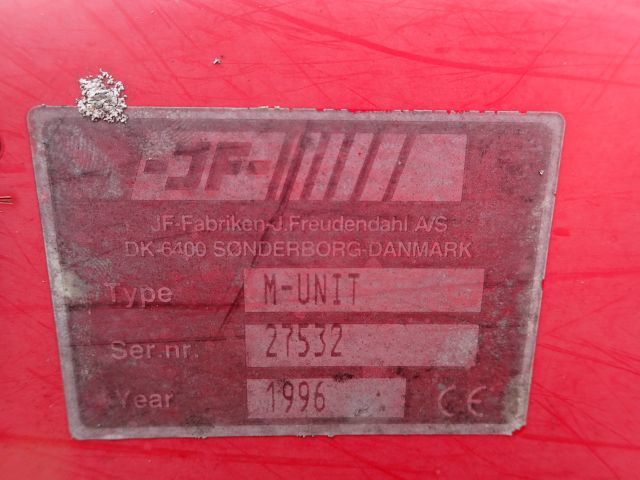 -JF-
JF-Fabriken-J.Freudendahl A/S
DK-6400 SØNDERBORG-DANMARK
Type M-UNIT
Ser.nr. 27532
Year 1996 CE